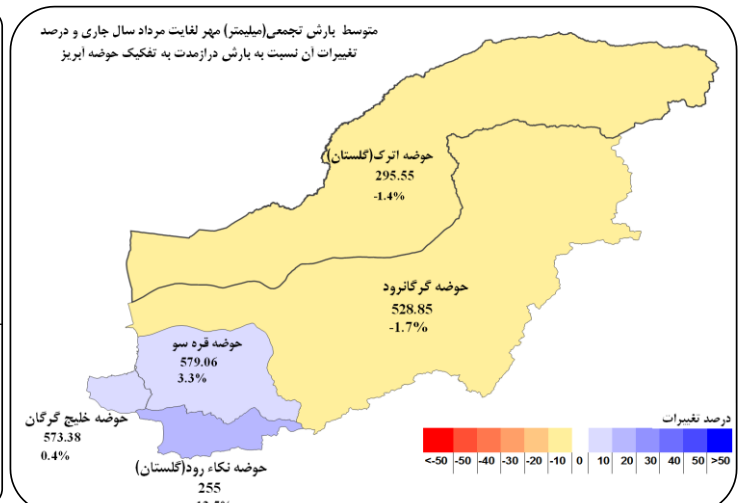 متوسط بارش تجمعی(میلیمتر) مهر لغایت مرداد سال جاری و درصد
تغییرات آن نسبت به بارش درازمدت به تفکیک حوضه آبریز
حوضه اترک(گلستان)
295.55
-1.4%
حوضه گرگانرود
528.85
-1.7%
حوضه قره سو
579.06
3.3%
حوضه خلیج گرگان
573.38
0.4%
حوضه نکاء رود(گلستان)
255
درصد تغییرات
<-50 -50 -40 -30 -20 -10 0 10 20 30 40 50 >50